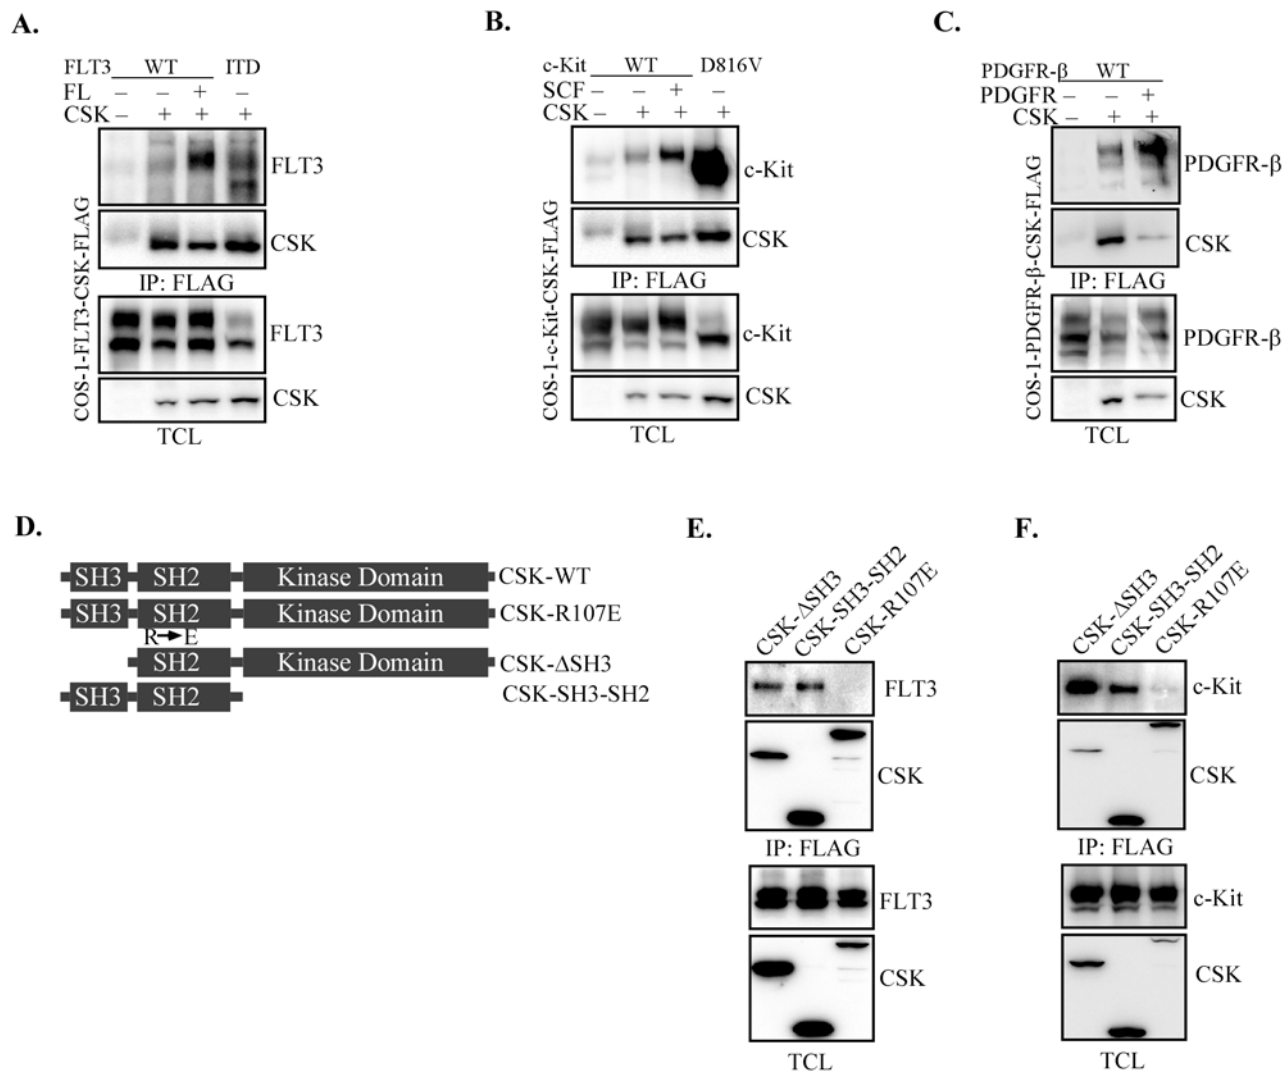 A.
FLT3 WT ITD
FL – – + –
CSK – + + +
FLT3
CSK
IP: FLAG
FLT3
CSK
TCL
COS-1-FLT3-CSK-FLAG
B.
c-Kit WT D816V
SCF – – + –
CSK – + + +
c-Kit
CSK
IP: FLAG
c-Kit
CSK
TCL
COS-1-c-Kit-CSK-FLAG
C.
PDGFR-β WT
PDGFR – – +
CSK – + +
PDGFR-β
CSK
IP: FLAG
PDGFR-β
CSK
TCL
COS-1-PDGFR-β-CSK-FLAG
D.
SH3 SH2 Kinase Domain CSK-WT
SH3 SH2 Kinase Domain CSK-R107E
R→E
SH2 Kinase Domain CSK-ΔSH3
SH3 SH2 CSK-SH3-SH2
E.
CSK-ΔSH3
CSK-SH3-SH2
CSK-R107E
FLT3
CSK
IP: FLAG
FLT3
CSK
TCL
F.
CSK-ΔSH3
CSK-SH3-SH2
CSK-R107E
c-Kit
CSK
IP: FLAG
c-Kit
CSK
TCL